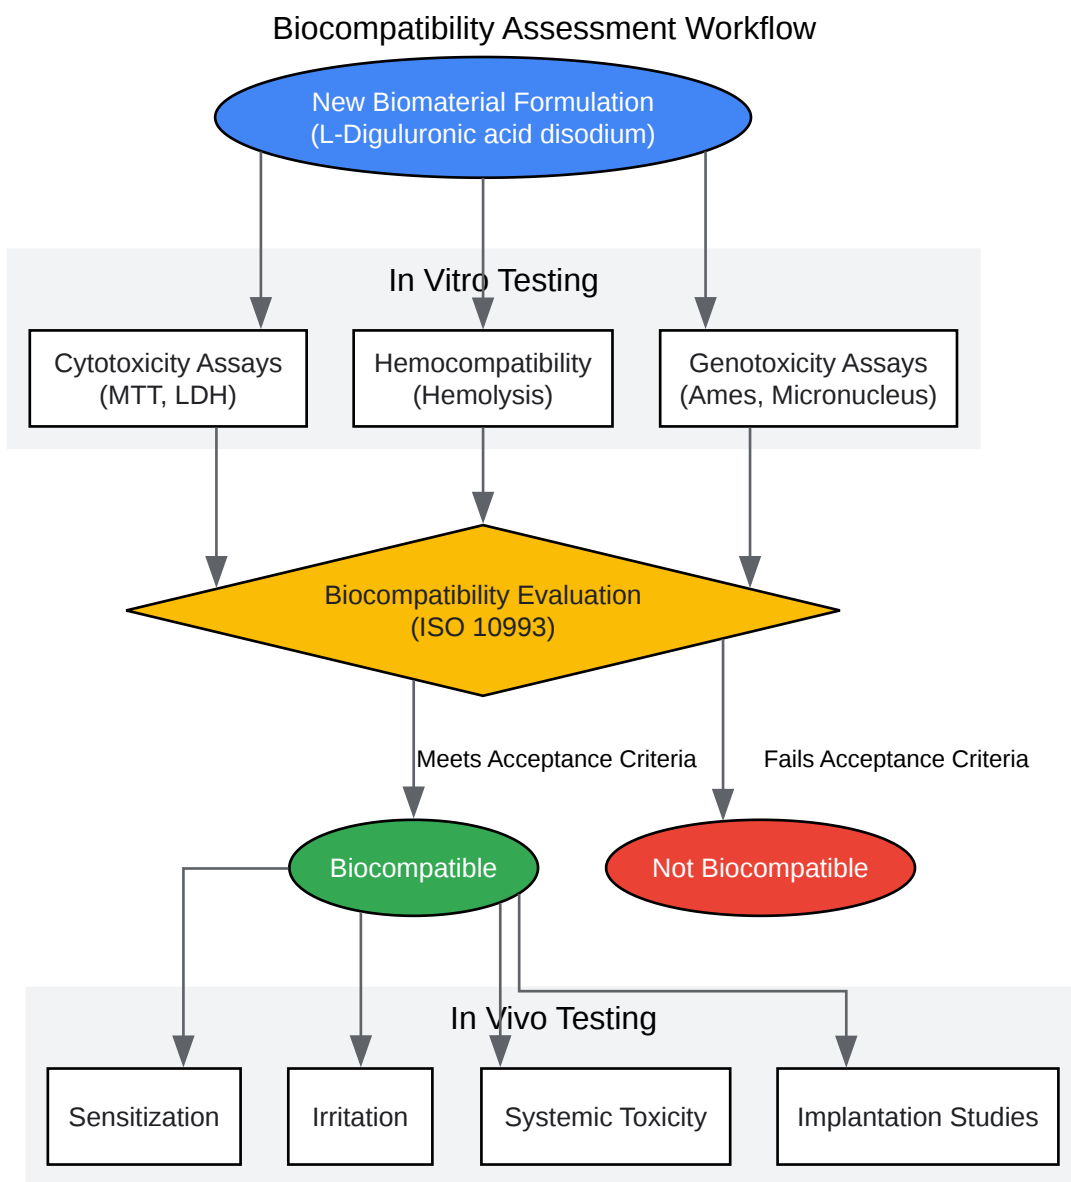 Biocompatibility Assessment Workflow
New Biomaterial Formulation
(L-Diguluronic acid disodium)
In Vitro Testing
Cytotoxicity Assays
(MTT, LDH)
Hemocompatibility
(Hemolysis)
Genotoxicity Assays
(Ames, Micronucleus)
Biocompatibility Evaluation
(ISO 10993)
Meets Acceptance Criteria
Fails Acceptance Criteria
Biocompatible
Not Biocompatible
In Vivo Testing
Sensitization
Irritation
Systemic Toxicity
Implantation Studies